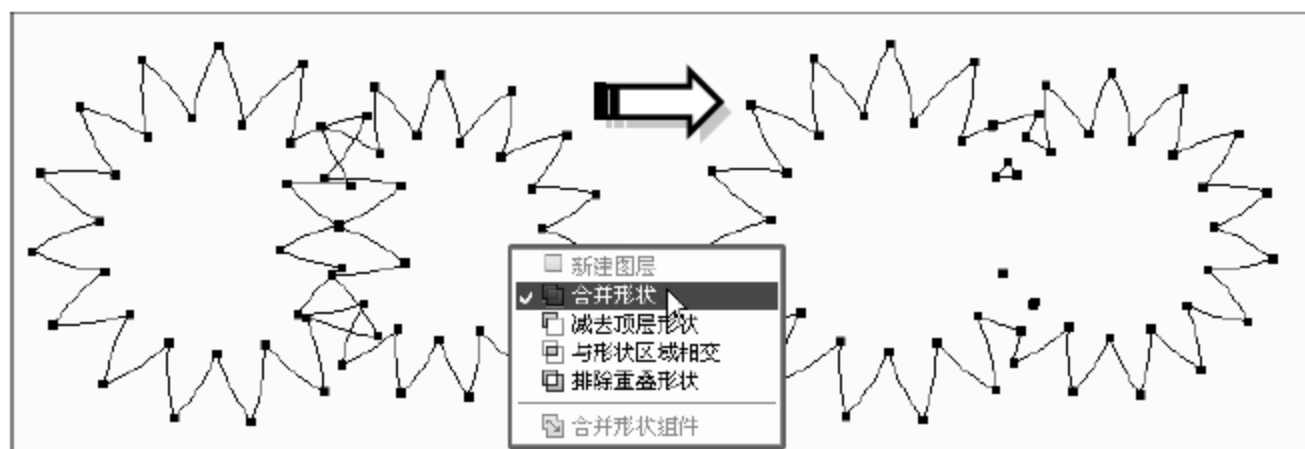 新建图层
合并形状
减去顶层形状
与形状区域相交
排除重叠形状
合并形状组件